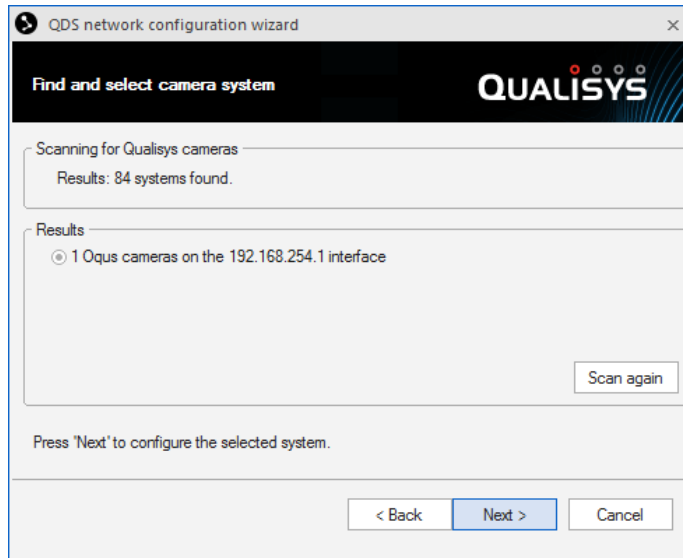 QDS network configuration wizard
Find and select camera system
QUALISYS
Scanning for Qualisys cameras
Results: 84 systems found.
Results
1 Oqus cameras on the 192.168.254.1 interface
Scan again
Press 'Next' to configure the selected system.
< Back
Next >
Cancel